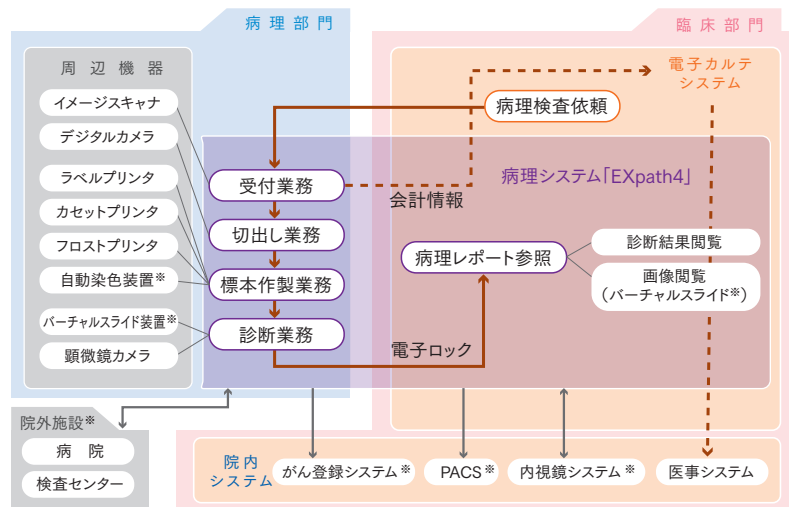 病理部門
臨床部門
周辺機器
イメージスキャナ
デジタルカメラ
ラベルプリンタ
カセットプリンタ
フロストプリンタ
自動染色装置※
バーチャルスライド装置※
顕微鏡カメラ
電子カルテ
システム
病理検査依頼
病理システム「EXpath4」
受付業務
会計情報
切出し業務
標本作製業務
診断業務
電子ロック
病理レポート参照
診断結果閲覧
画像閲覧
（バーチャルスライド※）
院外施設※
病院
検査センター
院内
システム
がん登録システム※
PACS※
内視鏡システム※
医事システム